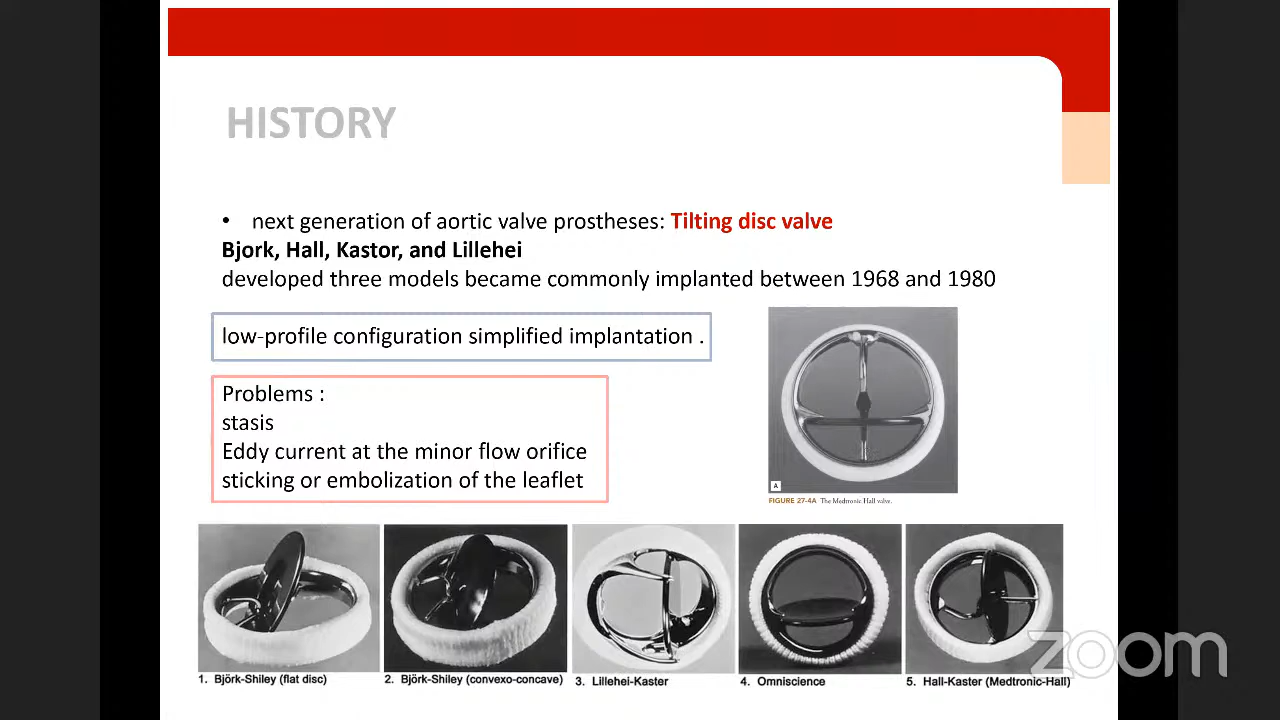 HISTORY
• next generation of aortic valve prostheses: Tilting disc valve
Bjork, Hall, Kastor, and Lillehei
developed three models became commonly implanted between 1968 and 1980
low-profile configuration simplified implantation .
Problems :
stasis
Eddy current at the minor flow orifice
sticking or embolization of the leaflet
A
FIGURE 27-4A The Medtronic Hall valve.
1. Björk-Shiley (flat disc)
2. Björk-Shiley (convexo-concave)
3. Lillehei-Kaster
4. Omniscience
5. Hall-Kaster (Medtronic-Hall)
zoom